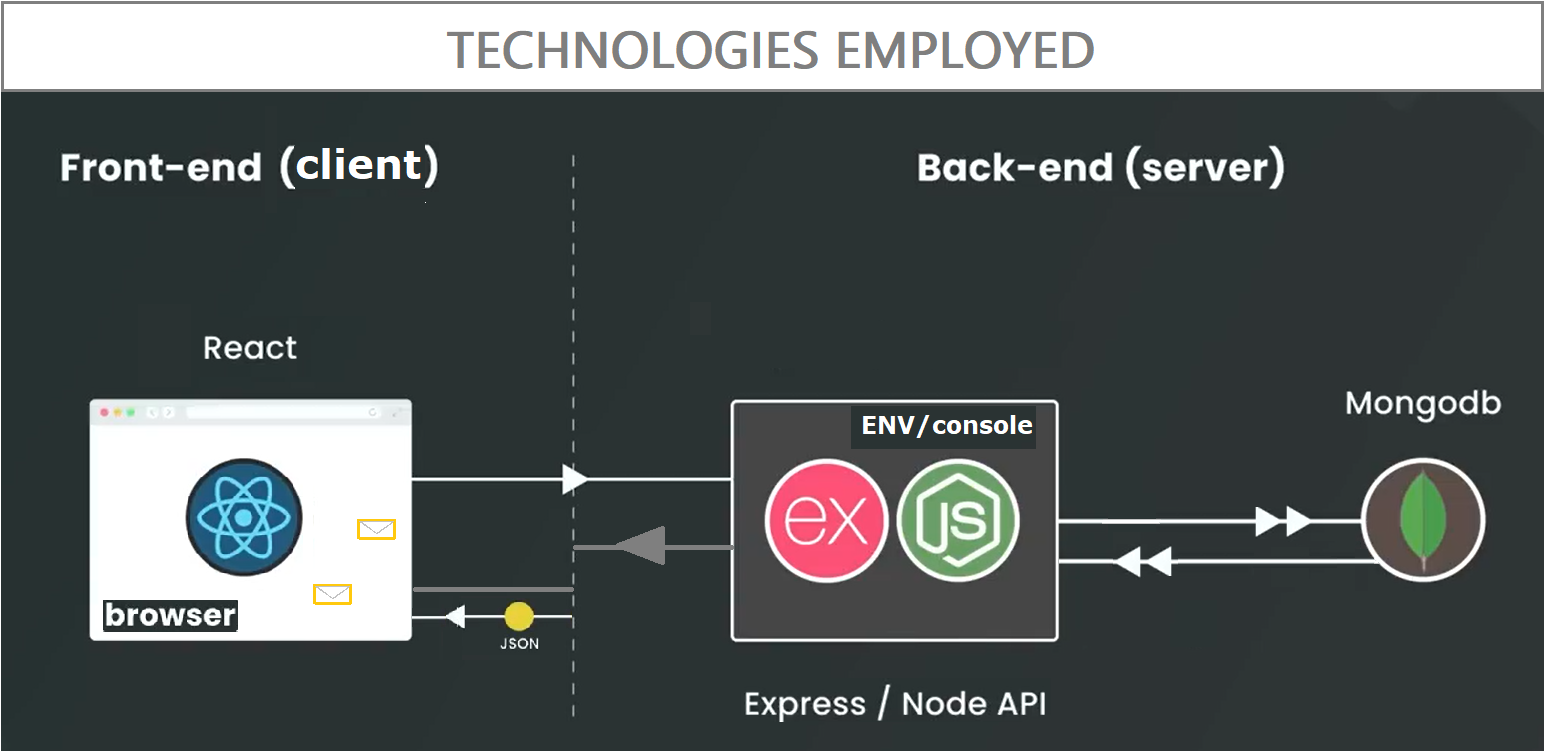 TECHNOLOGIES EMPLOYED
Front-end (client)
Back-end (server)
React
Mongodb
ENV/console
ex
JS
browser
JSON
Express / Node API